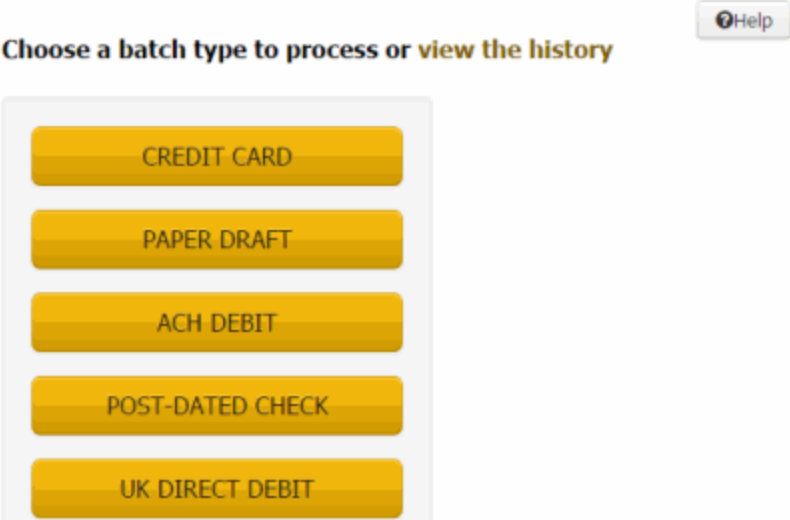 Help
Choose a batch type to process or view the history
CREDIT CARD
PAPER DRAFT
ACH DEBIT
POST-DATED CHECK
UK DIRECT DEBIT